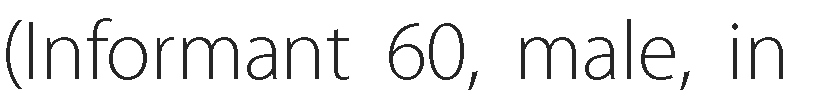 (Informant 60, male, in